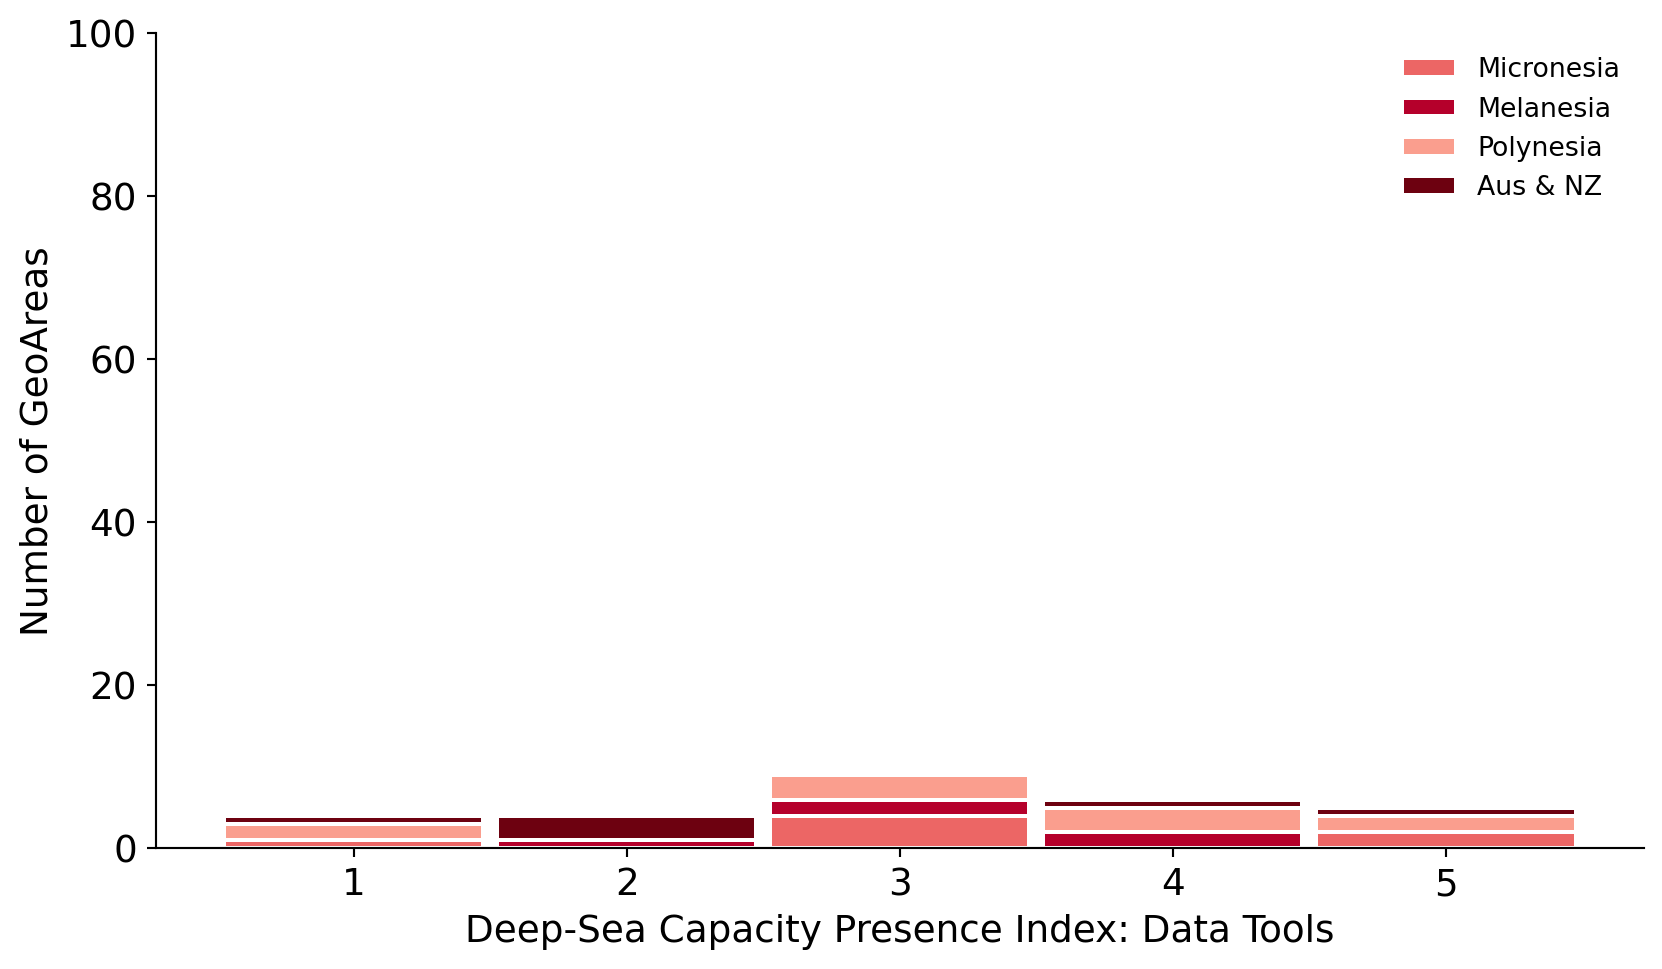 100
80
60
40
20
0
Number of GeoAreas
Micronesia
Melanesia
Polynesia
Aus & NZ
1 2 3 4 5
Deep-Sea Capacity Presence Index: Data Tools